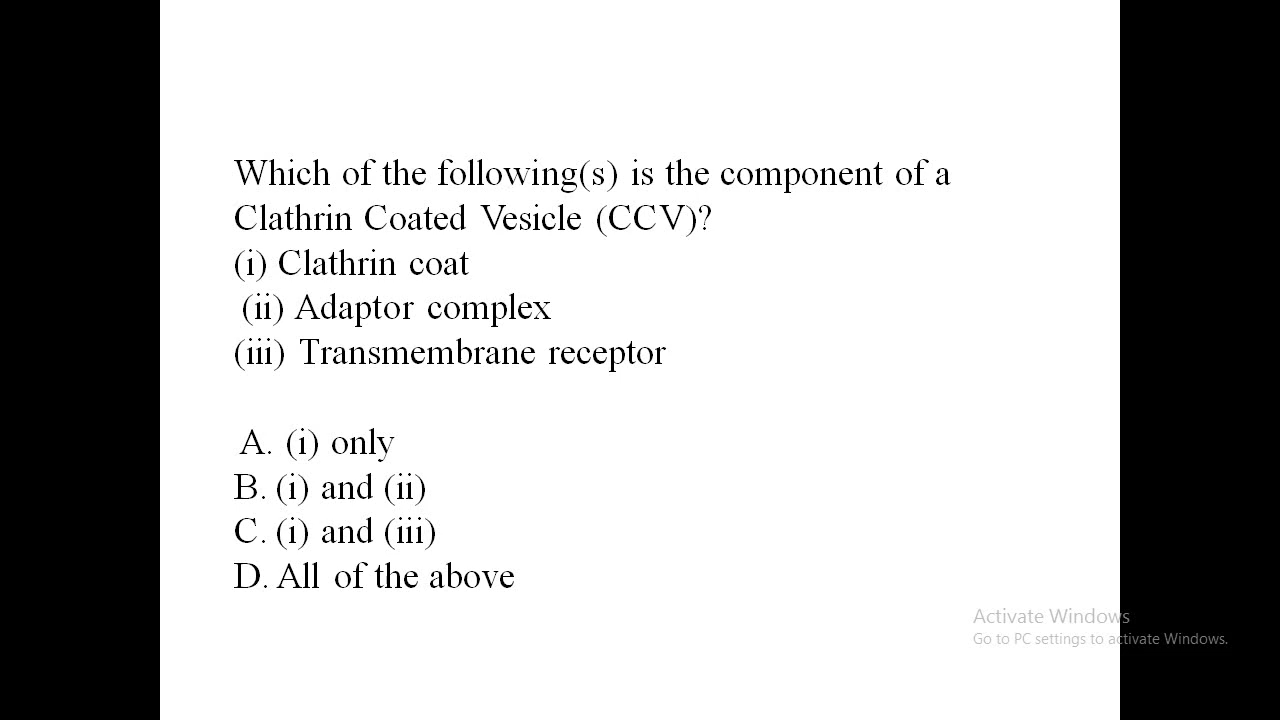 Which of the following(s) is the component of a
Clathrin Coated Vesicle (CCV)?
(i) Clathrin coat
(ii) Adaptor complex
(iii) Transmembrane receptor
A. (i) only
B. (i) and (ii)
C. (i) and (iii)
D. All of the above
Activate Windows
Go to PC settings to activate Windows.